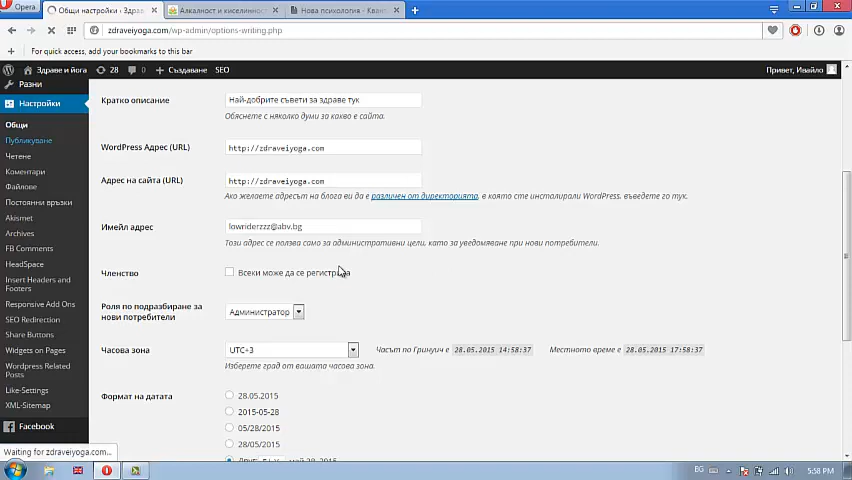 Opera
Общи настройки ‹ Здрав
Алкалност и киселинност
Нова психология - Квант
zdraveiyoga.com/wp-admin/options-writing.php
For quick access, add your bookmarks to this bar
Здраве и йога
28
0
Създаване
SEO
Привет, Ивайло
Разни
Настройки
Общи
Публикуване
Четене
Коментари
Файлове
Постоянни връзки
Akismet
Archives
FB Comments
HeadSpace
Insert Headers and
Footers
Responsive Add Ons
SEO Redirection
Share Buttons
Widgets on Pages
Wordpress Related
Posts
Like-Settings
XML-Sitemap
Facebook
Кратко описание
Най-добрите съвети за здраве тук
Обяснете с няколко думи за какво е сайта.
WordPress Адрес (URL)
http://zdraveiyoga.com
Адрес на сайта (URL)
http://zdraveiyoga.com
Ако желаете адресът на блога ви да е различен от директорията, в която сте инсталирали WordPress, въведете го тук.
Имейл адрес
lowriderzzz@abv.bg
Този адрес се ползва само за административни цели, като за уведомяване при нови потребители.
Членство
Всеки може да се регистрира
Роля по подразбиране за
нови потребители
Администратор
Часова зона
UTC+3
Часът по Гринуич е 28.05.2015 14:58:37
Местното време е 28.05.2015 17:58:37
Изберете град от вашата часова зона.
Формат на датата
28.05.2015
2015-05-28
05/28/2015
28/05/2015
Waiting for zdraveiyoga.com...
BG
5:58 PM